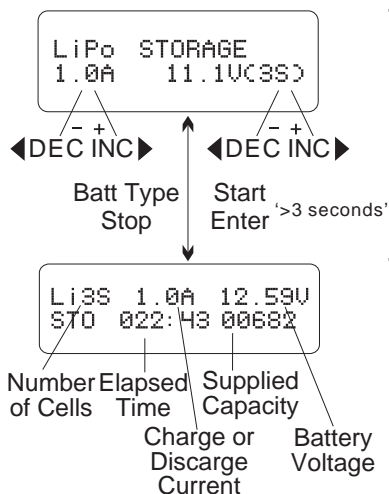 LiPo STORAGE
1.0A 11.1V(3S)
- + - +
◀DEC INC▶ ◀DEC INC▶
Batt Type
Stop
Start
Enter '>3 seconds'
Li3S 1.0A 12.59V
STO 022:43 00682
Number
of Cells
Elapsed
Time
Supplied
Capacity
Charge or
Discarge
Current
Battery
Voltage